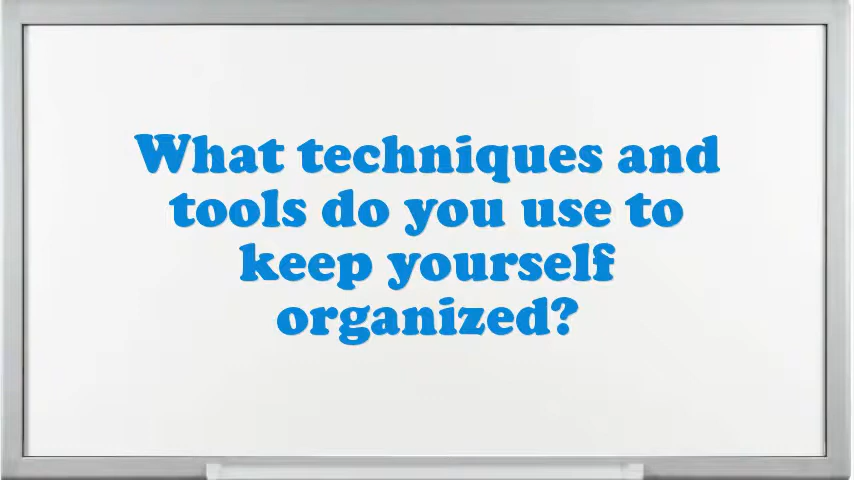 What techniques and
tools do you use to
keep yourself
organized?